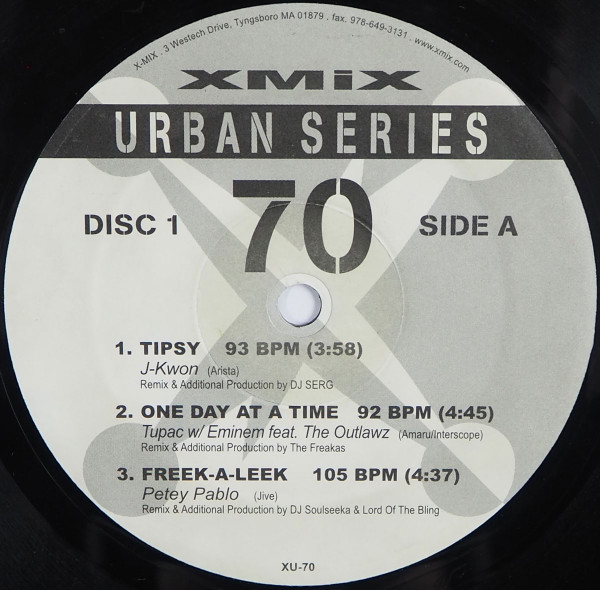 X-MIX . 3 Westech Drive, Tyngsboro MA 01879 . fax. 978-649-3131 . www.xmix.com
XMiX
URBAN SERIES
70
DISC 1 SIDE A
1. TIPSY 93 BPM (3:58)
J-Kwon (Arista)
Remix & Additional Production by DJ SERG
2. ONE DAY AT A TIME 92 BPM (4:45)
Tupac w/ Eminem feat. The Outlawz (Amaru/Interscope)
Remix & Additional Production by The Freakas
3. FREEK-A-LEEK 105 BPM (4:37)
Petey Pablo (Jive)
Remix & Additional Production by DJ Soulseeka & Lord Of The Bling
XU-70